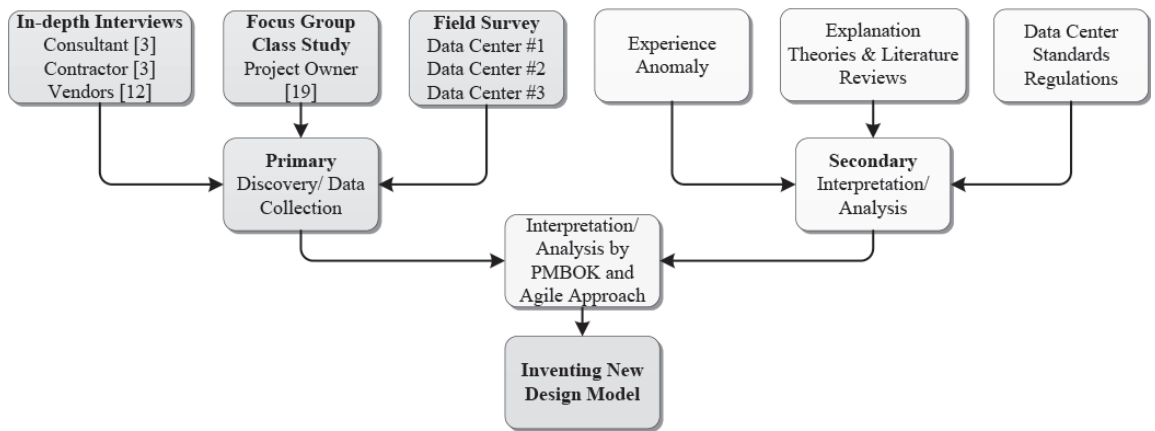 In-depth Interviews
Consultant [3]
Contractor [3]
Vendors [12]
Focus Group
Class Study
Project Owner
[19]
Field Survey
Data Center #1
Data Center #2
Data Center #3
Experience
Anomaly
Explanation
Theories & Literature
Reviews
Data Center
Standards
Regulations
Primary
Discovery/ Data
Collection
Secondary
Interpretation/
Analysis
Interpretation/
Analysis by
PMBOK and
Agile Approach
Inventing New
Design Model